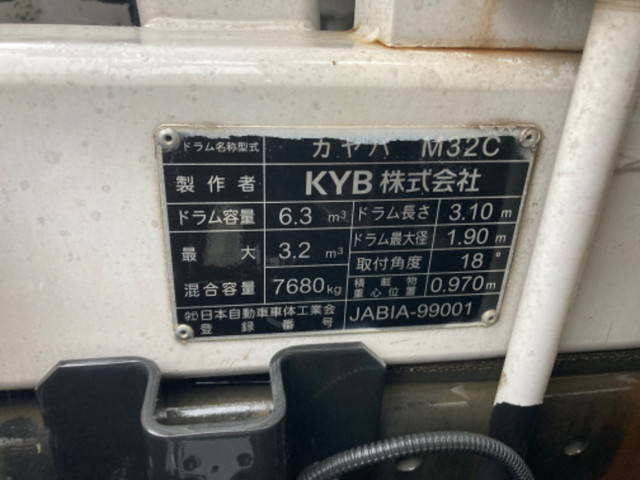 ドラム名称型式 カヤバ M32C
製作者 KYB株式会社
ドラム容量 6.3 m³ ドラム長さ 3.10 m
最大 3.2 m³ ドラム最大径 1.90 m
取付角度 18°
混合容量 7680 kg 積載物重心位置 0.970 m
(社)日本自動車車体工業会
登録番号 JABIA-99001